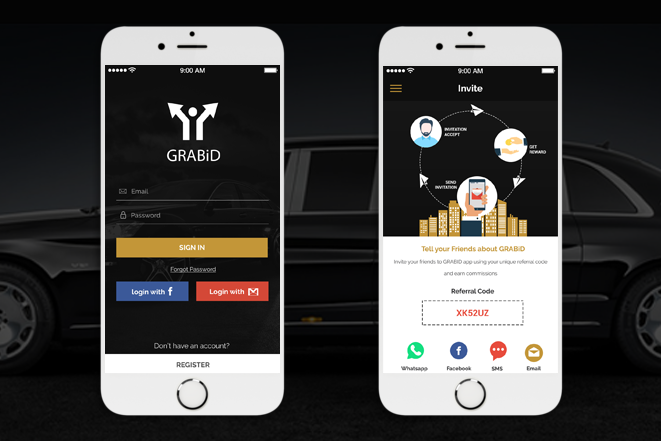 9:00 AM
GRABiD
Email
Password
SIGN IN
Forgot Password
login with f
Login with M
Don't have an account?
REGISTER
9:00 AM
Invite
INVITATION
ACCEPT
GET
REWARD
SEND
INVITATION
Tell your Friends about GRABiD
Invite your friends to GRABiD app using your unique referral code
and earn commissions
Referral Code
XK52UZ
Whatsapp
Facebook
SMS
Email